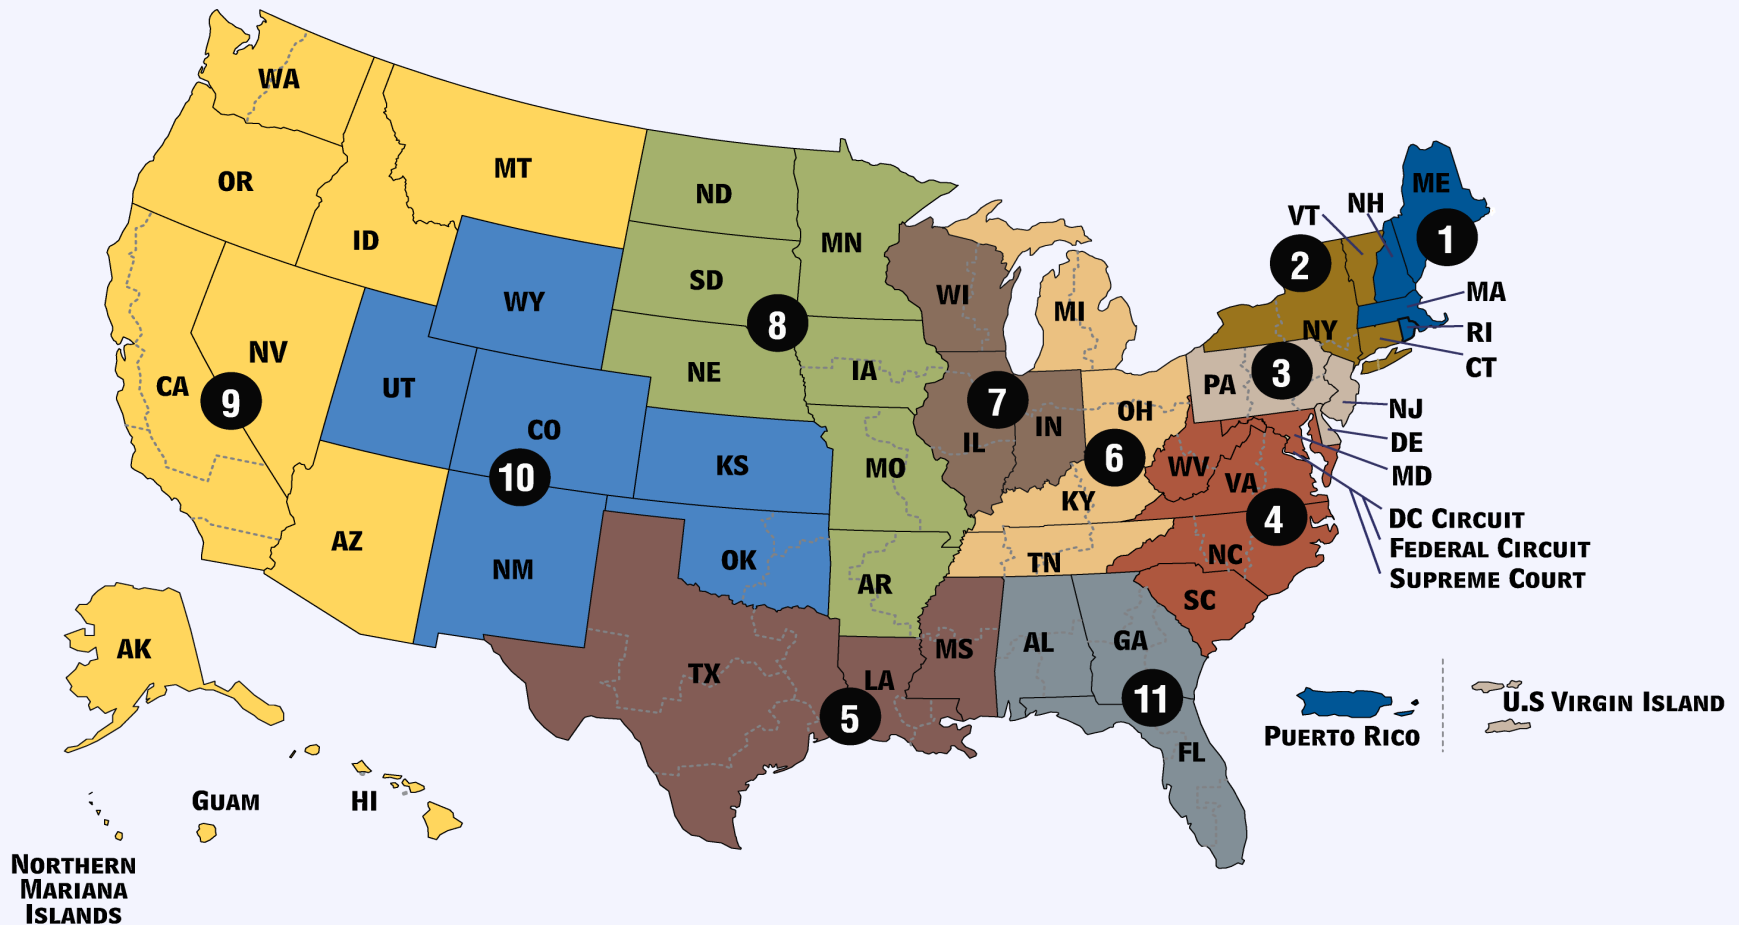 WA
OR
MT
ID
ND
MN
SD
WY
NE
IA
WI
MI
NV
CA
UT
CO
KS
MO
IL
IN
OH
KY
WV
VA
PA
NY
VT
NH
ME
MA
RI
CT
NJ
DE
MD
DC Circuit
Federal Circuit
Supreme Court
AZ
NM
OK
AR
TN
NC
SC
TX
LA
MS
AL
GA
FL
AK
HI
Guam
Northern
Mariana
Islands
Puerto Rico
U.S Virgin Island
1
2
3
4
5
6
7
8
9
10
11